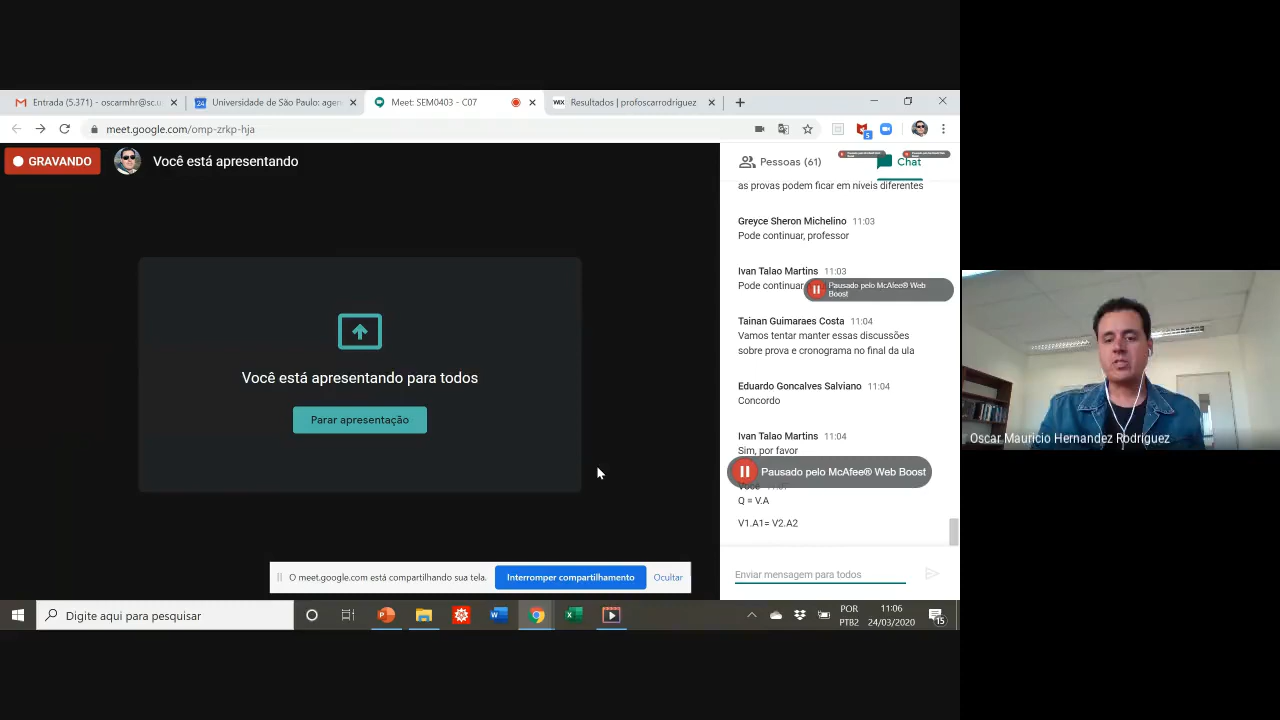 Entrada (5.371) - oscarmhr@sc.u
Universidade de São Paulo: agen
Meet: SEM0403 - C07
WIX Resultados | profoscarrodriguez
meet.google.com/omp-zrkp-hja
5
GRAVANDO
Você está apresentando
Pessoas (61)
Chat
as provas podem ficar em niveis diferentes
Greyce Sheron Michelino 11:03
Pode continuar, professor
Ivan Talao Martins 11:03
Pode continuar
Pausado pelo McAfee® Web
Boost
Tainan Guimaraes Costa 11:04
Vamos tentar manter essas discussões
sobre prova e cronograma no final da ula
Eduardo Goncalves Salviano 11:04
Concordo
Ivan Talao Martins 11:04
Sim, por favor
Pausado pelo McAfee® Web Boost
Q = V.A
V1.A1= V2.A2
Enviar mensagem para todos
Você está apresentando para todos
Parar apresentação
O meet.google.com está compartilhando sua tela.
Interromper compartilhamento
Ocultar
Digite aqui para pesquisar
POR
PTB2
11:06
24/03/2020
15
Oscar Mauricio Hernandez Rodriguez